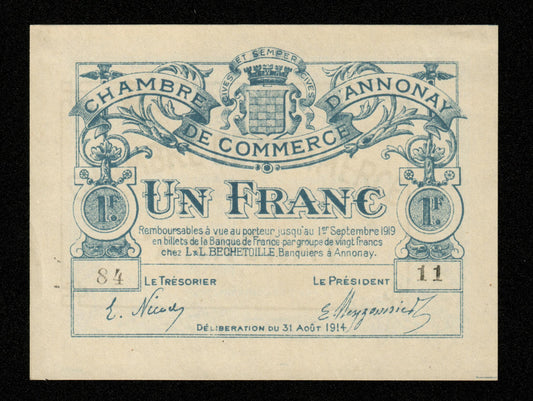 CIVES ET SEMPER CIVES
CHAMBRE
D'ANNONAY
DE COMMERCE
1F.
UN FRANC
1F.
Remboursables à vue au porteur jusqu'au 1er Septembre 1919
en billets de la Banque de France par groupe de vingt francs
chez L&L. BECHETOILLE, Banquiers à Annonay.
84
LE TRÉSORIER
LE PRÉSIDENT
11
DÉLIBERATION DU 31 AOÛT 1914